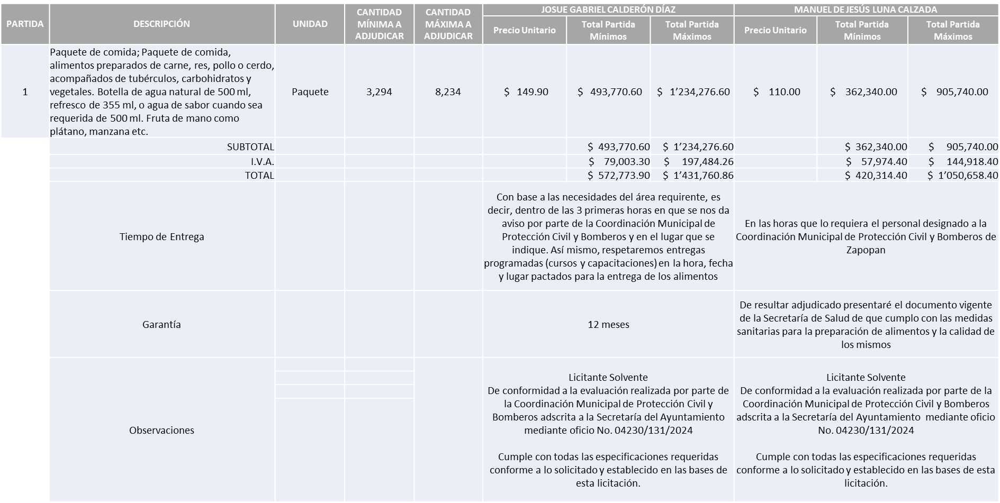 PARTIDA
DESCRIPCIÓN
UNIDAD
CANTIDAD
MÍNIMA A
ADJUDICAR
CANTIDAD
MÁXIMA A
ADJUDICAR
JOSUE GABRIEL CALDERÓN DÍAZ
MANUEL DE JESÚS LUNA CALZADA
Precio Unitario
Total Partida
Mínimos
Total Partida
Máximos
Precio Unitario
Total Partida
Mínimos
Total Partida
Máximos
1
Paquete de comida; Paquete de comida,
alimentos preparados de carne, res, pollo o cerdo,
acompañados de tubérculos, carbohidratos y
vegetales. Botella de agua natural de 500 ml,
refresco de 355 ml, o agua de sabor cuando sea
requerida de 500 ml. Fruta de mano como
plátano, manzana etc.
Paquete
3,294
8,234
$ 149.90
$ 493,770.60
$ 1’234,276.60
$ 110.00
$ 362,340.00
$ 905,740.00
SUBTOTAL
$ 493,770.60
$ 1’234,276.60
$ 362,340.00
$ 905,740.00
I.V.A.
$ 79,003.30
$ 197,484.26
$ 57,974.40
$ 144,918.40
TOTAL
$ 572,773.90
$ 1’431,760.86
$ 420,314.40
$ 1’050,658.40
Tiempo de Entrega
Con base a las necesidades del área requirente, es
decir, dentro de las 3 primeras horas en que se nos da
aviso por parte de la Coordinación Municipal de
Protección Civil y Bomberos y en el lugar que se
indique. Así mismo, respetaremos entregas
programadas (cursos y capacitaciones) en la hora, fecha
y lugar pactados para la entrega de los alimentos
En las horas que lo requiera el personal designado a la
Coordinación Municipal de Protección Civil y Bomberos de
Zapopan
Garantía
12 meses
De resultar adjudicado presentaré el documento vigente
de la Secretaría de Salud de que cumplo con las medidas
sanitarias para la preparación de alimentos y la calidad de
los mismos
Observaciones
Licitante Solvente
De conformidad a la evaluación realizada por parte de
la Coordinación Municipal de Protección Civil y
Bomberos adscrita a la Secretaría del Ayuntamiento
mediante oficio No. 04230/131/2024
Cumple con todas las especificaciones requeridas
conforme a lo solicitado y establecido en las bases de
esta licitación.
Licitante Solvente
De conformidad a la evaluación realizada por parte de la
Coordinación Municipal de Protección Civil y Bomberos
adscrita a la Secretaría del Ayuntamiento mediante oficio
No. 04230/131/2024
Cumple con todas las especificaciones requeridas
conforme a lo solicitado y establecido en las bases de esta
licitación.